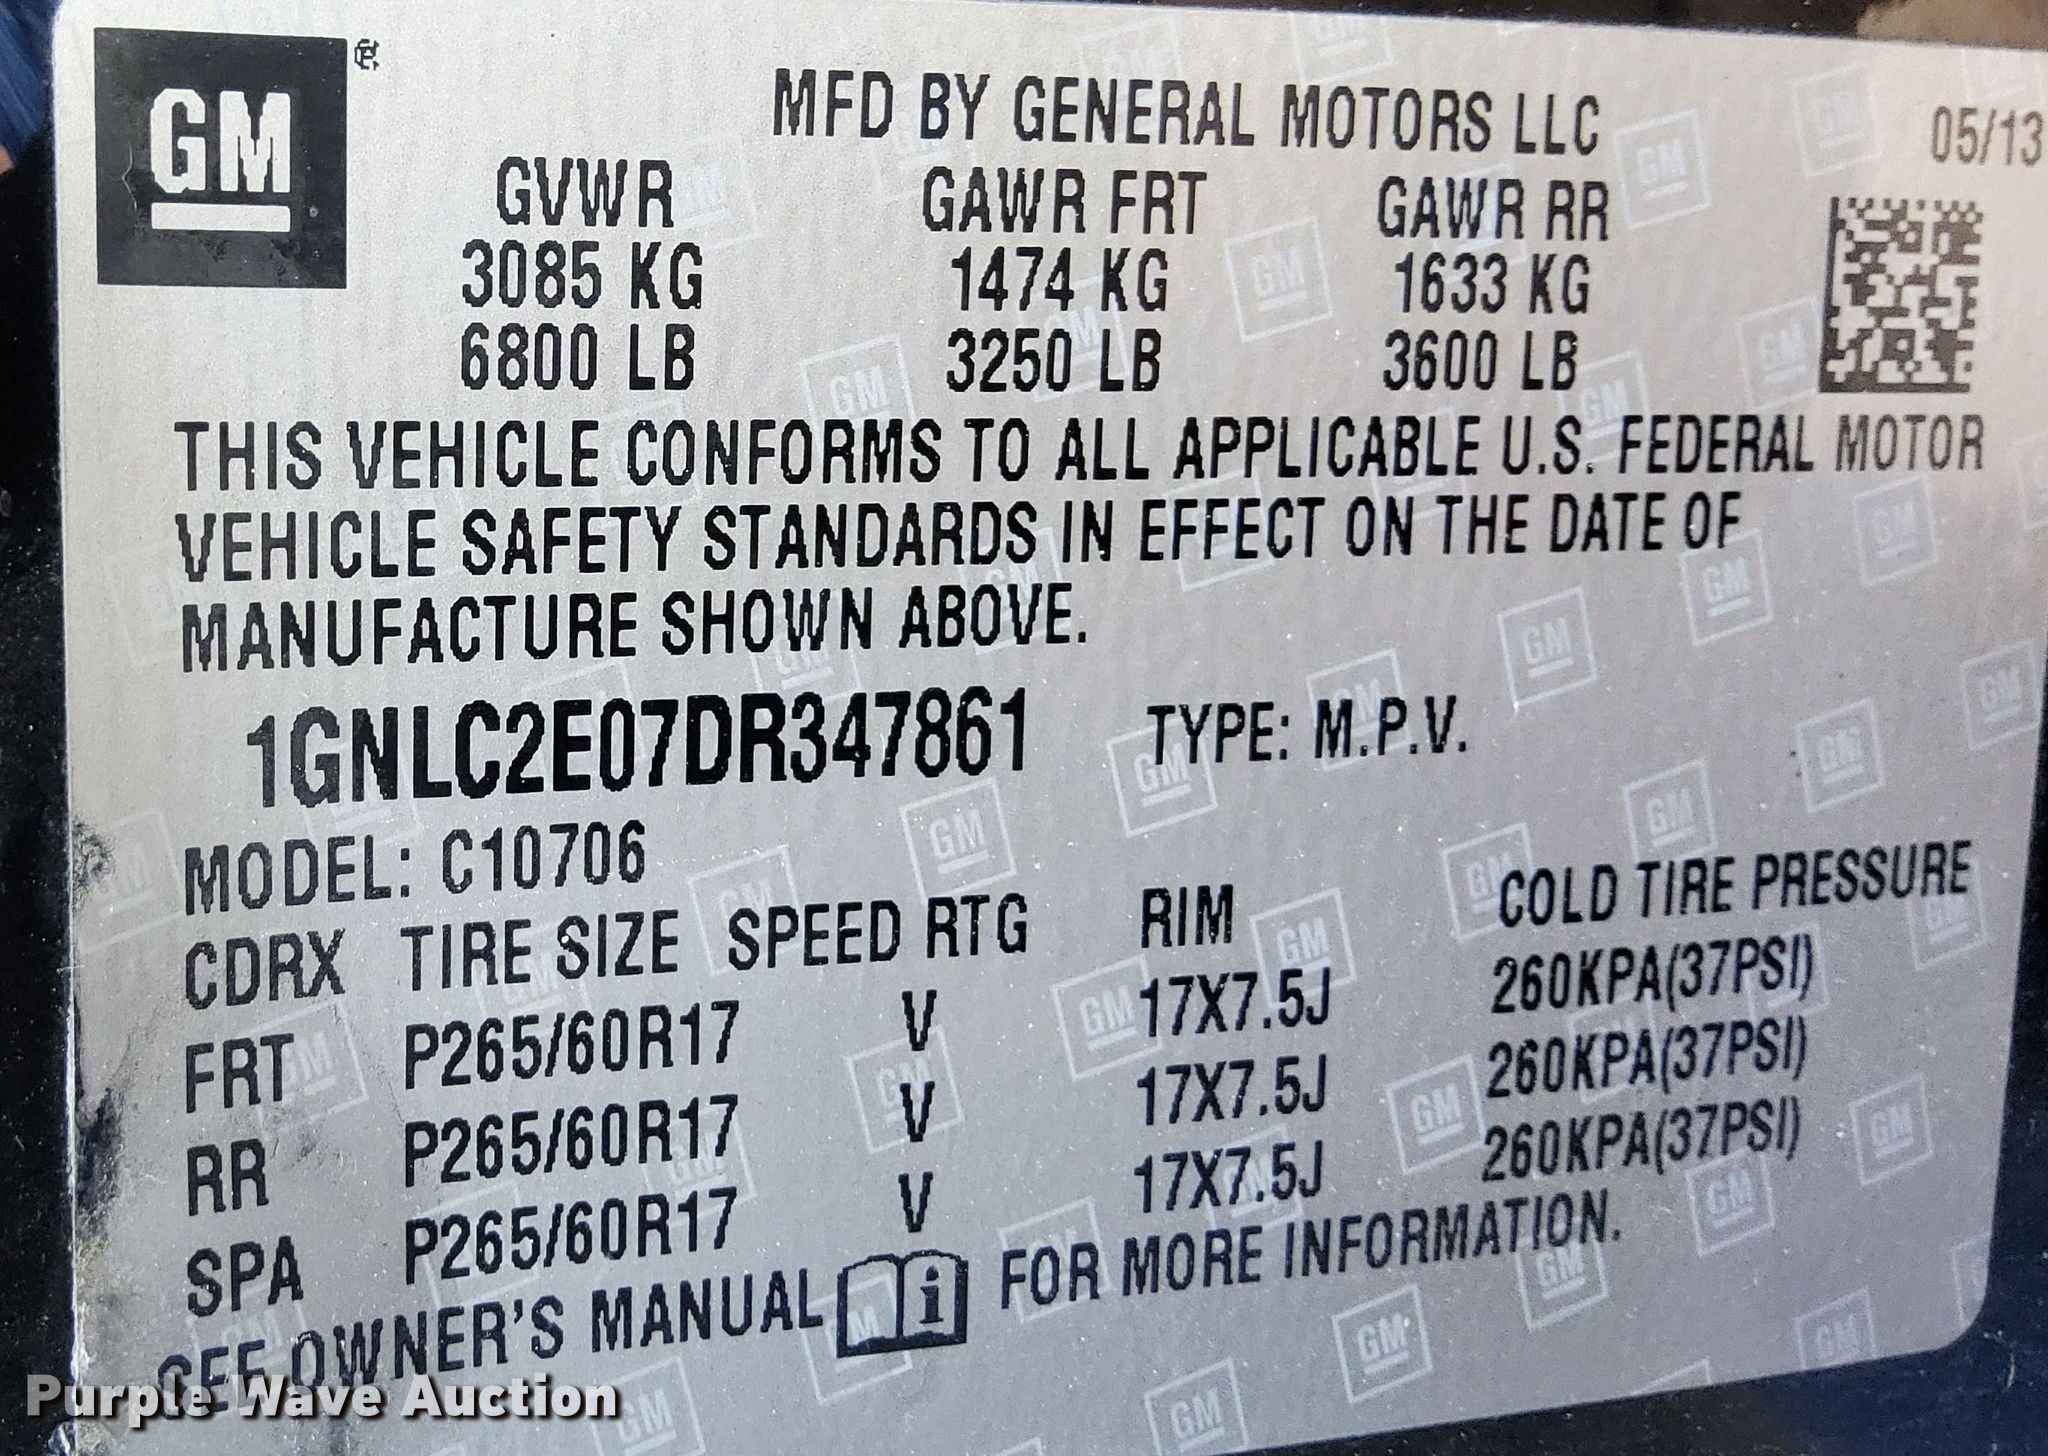 GM
MFD BY GENERAL MOTORS LLC
05/13
GVWR GAWR FRT GAWR RR
3085 KG 1474 KG 1633 KG
6800 LB 3250 LB 3600 LB
THIS VEHICLE CONFORMS TO ALL APPLICABLE U.S. FEDERAL MOTOR
VEHICLE SAFETY STANDARDS IN EFFECT ON THE DATE OF
MANUFACTURE SHOWN ABOVE.
1GNLC2E07DR347861 TYPE: M.P.V.
MODEL: C10706
CDRX TIRE SIZE SPEED RTG RIM COLD TIRE PRESSURE
FRT P265/60R17 V 17X7.5J 260KPA(37PSI)
RR P265/60R17 V 17X7.5J 260KPA(37PSI)
SPA P265/60R17 V 17X7.5J 260KPA(37PSI)
SEE OWNER'S MANUAL i FOR MORE INFORMATION.
Purple Wave Auction